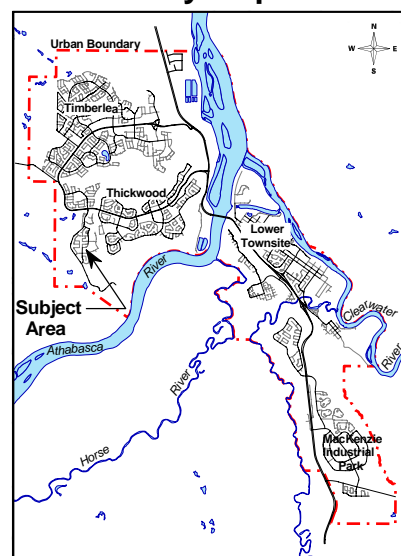 Urban Boundary
N
W E
S
Timberlea
Thickwood
Lower
Townsite
Subject
Area
River
Athabasca
Clearwater
River
River
Horse
MacKenzie
Industrial
Park